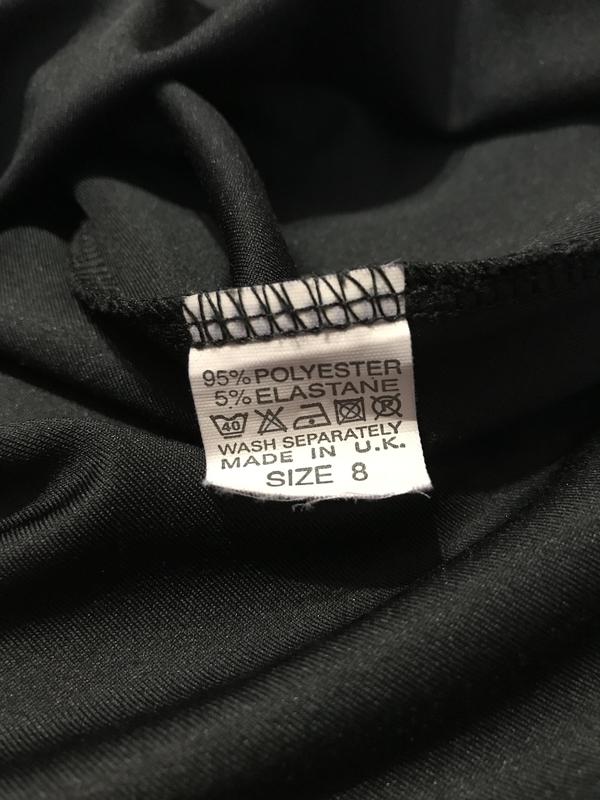 95% POLYESTER
5% ELASTANE
40
WASH SEPARATELY
MADE IN U.K.
SIZE 8